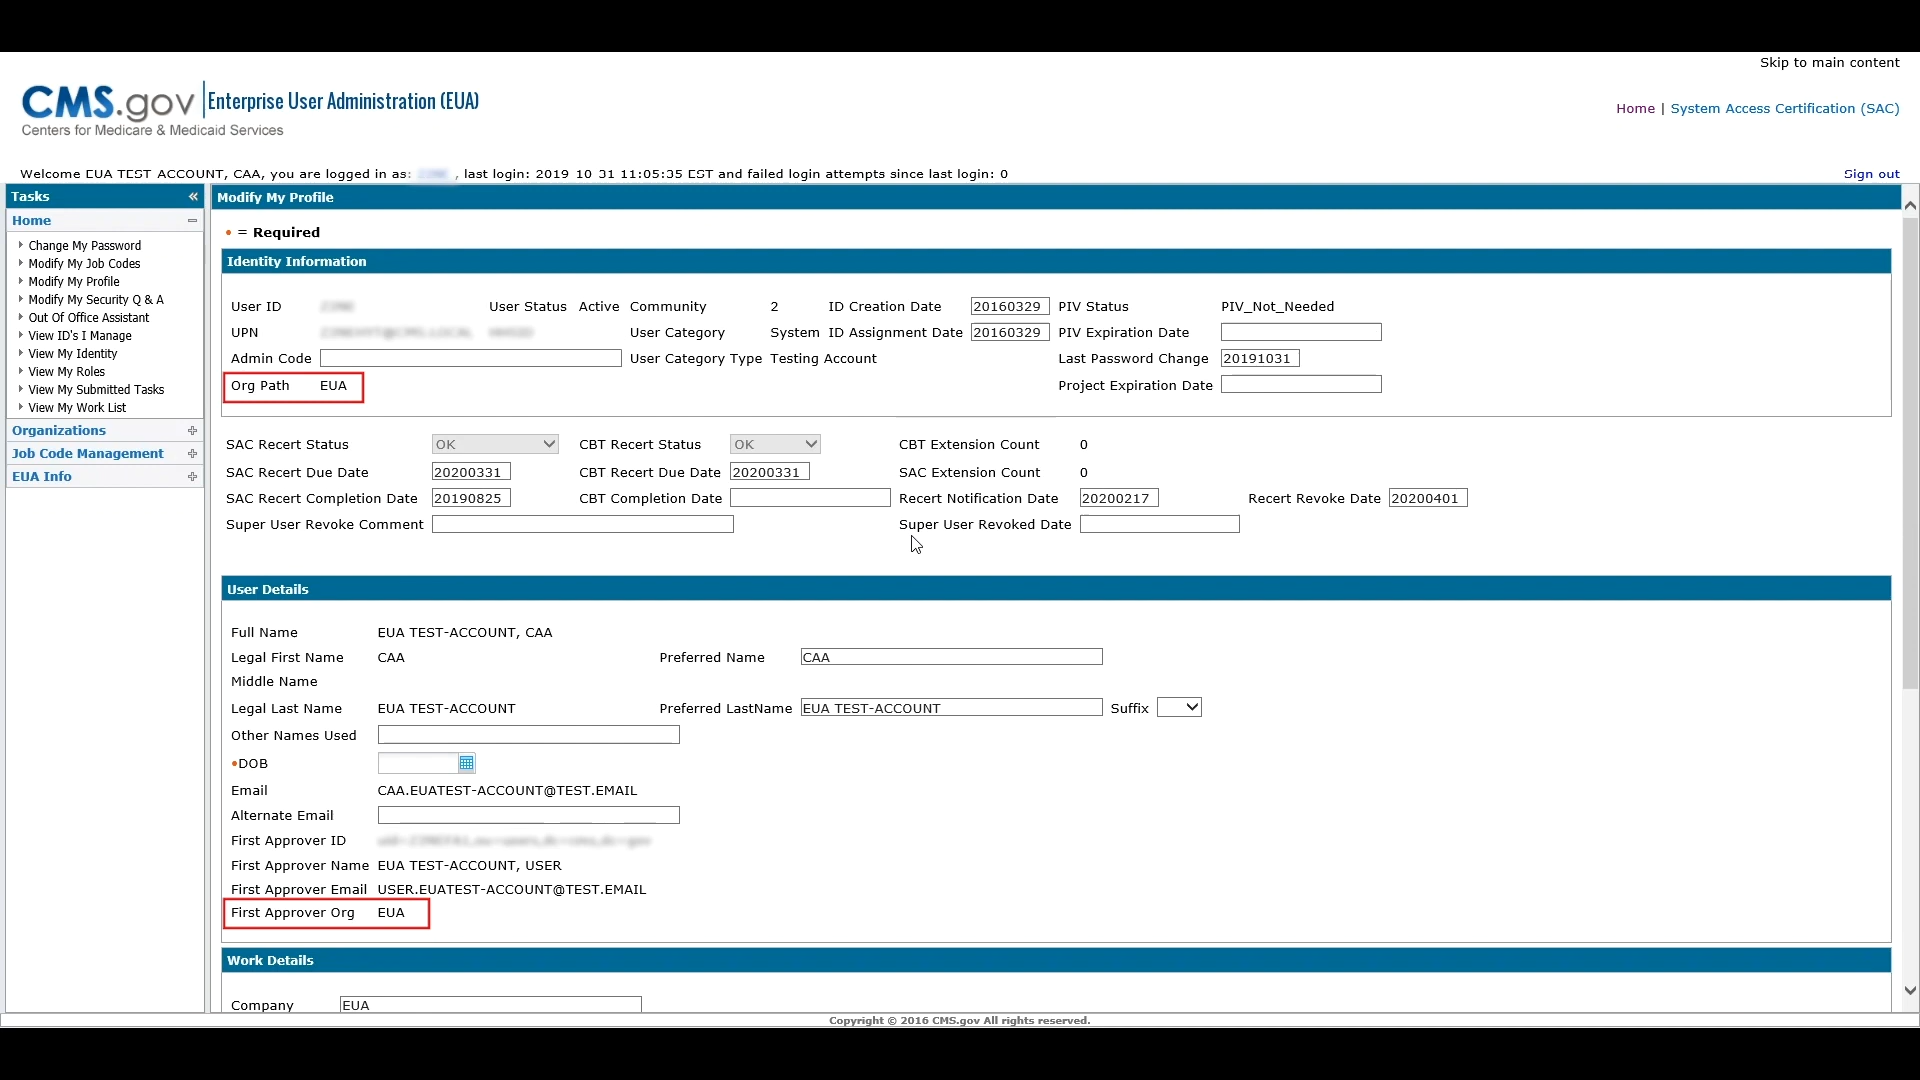 Skip to main content
CMS.gov Enterprise User Administration (EUA)
Centers for Medicare & Medicaid Services
Home | System Access Certification (SAC)
Welcome EUA TEST ACCOUNT, CAA, you are logged in as: , last login: 2019 10 31 11:05:35 EST and failed login attempts since last login: 0
Sign out
Tasks «
Home
Change My Password
Modify My Job Codes
Modify My Profile
Modify My Security Q & A
Out Of Office Assistant
View ID's I Manage
View My Identity
View My Roles
View My Submitted Tasks
View My Work List
Organizations
Job Code Management
EUA Info
Modify My Profile
• = Required
Identity Information
User ID User Status Active Community 2 ID Creation Date 20160329 PIV Status PIV_Not_Needed
UPN User Category System ID Assignment Date 20160329 PIV Expiration Date
Admin Code User Category Type Testing Account Last Password Change 20191031
Org Path EUA Project Expiration Date
SAC Recert Status OK CBT Recert Status OK CBT Extension Count 0
SAC Recert Due Date 20200331 CBT Recert Due Date 20200331 SAC Extension Count 0
SAC Recert Completion Date 20190825 CBT Completion Date Recert Notification Date 20200217 Recert Revoke Date 20200401
Super User Revoke Comment Super User Revoked Date
User Details
Full Name EUA TEST-ACCOUNT, CAA
Legal First Name CAA Preferred Name CAA
Middle Name
Legal Last Name EUA TEST-ACCOUNT Preferred LastName EUA TEST-ACCOUNT Suffix
Other Names Used
•DOB
Email CAA.EUATEST-ACCOUNT@TEST.EMAIL
Alternate Email
First Approver ID
First Approver Name EUA TEST-ACCOUNT, USER
First Approver Email USER.EUATEST-ACCOUNT@TEST.EMAIL
First Approver Org EUA
Work Details
Company EUA
Copyright © 2016 CMS.gov All rights reserved.